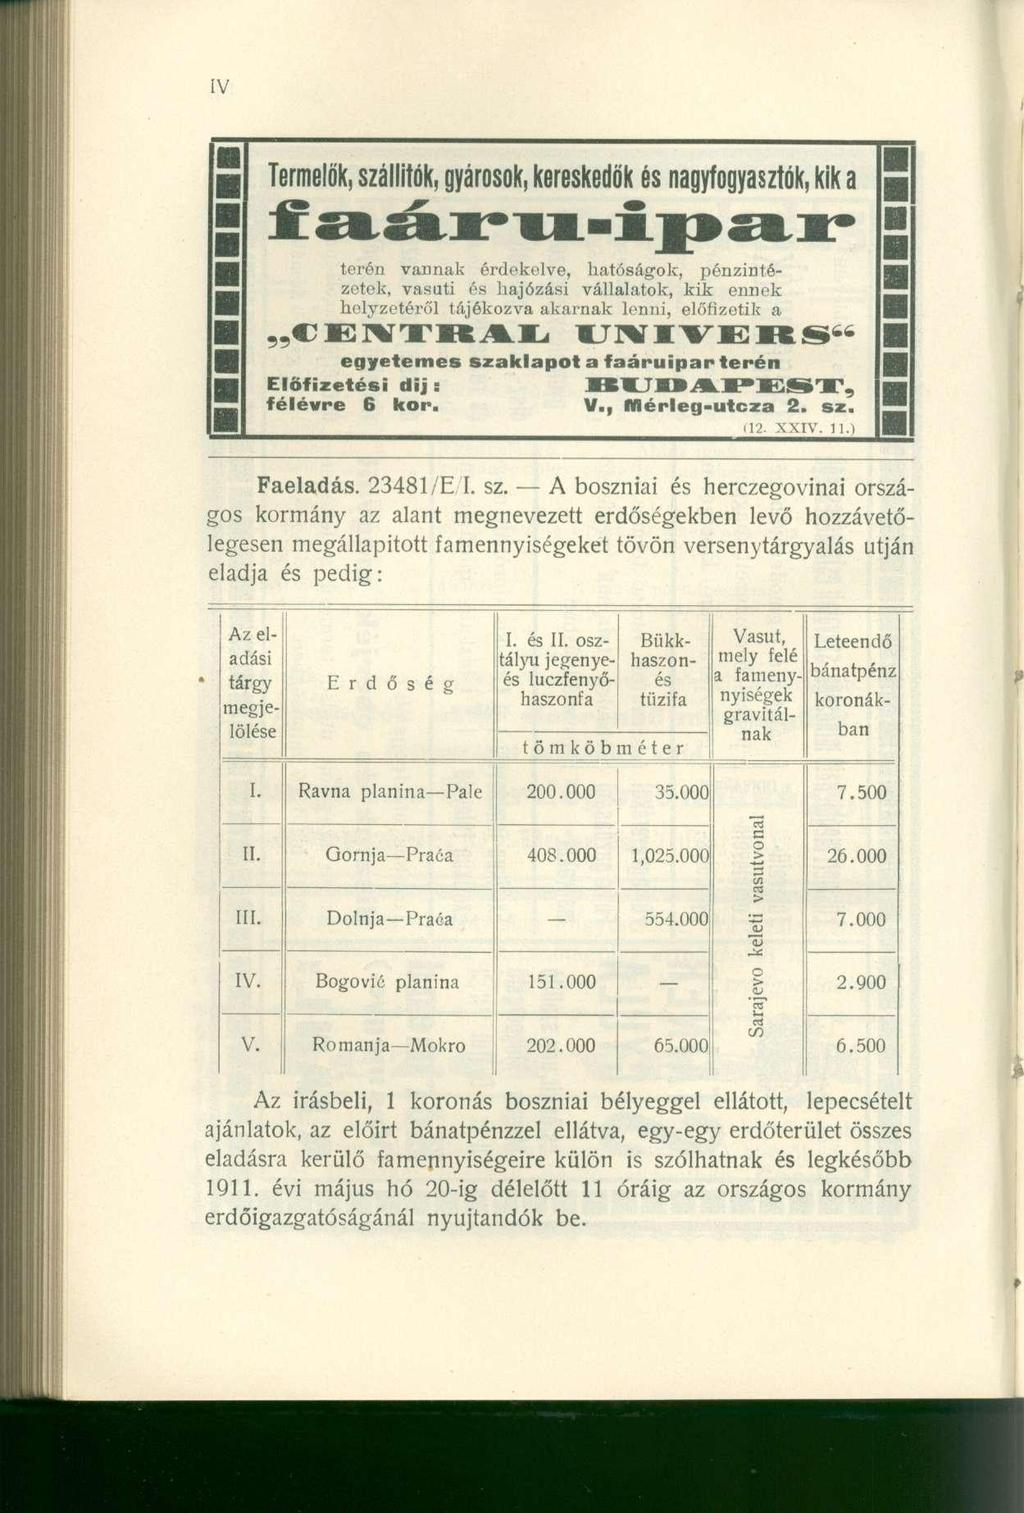 IV
Termelők, szállitók, gyárosok, kereskedők és nagyfogyasztók, kik a
faáru-ipar
terén vannak érdekelve, hatóságok, pénzinté-
zetek, vasuti és hajózási vállalatok, kik ennek
helyzetéről tájékozva akarnak lenni, előfizetik a
„CENTRAL UNIVERS“
egyetemes szaklapot a faáruipar terén
Előfizetési dij: BUDAPEST,
félévre 6 kor. V., Mérleg-utcza 2. sz.
(12. XXIV. 11.)
Faeladás. 23481/E/I. sz. — A boszniai és herczegovinai orszá-
gos kormány az alant megnevezett erdőségekben levő hozzávető-
legesen megállapitott famennyiségeket tövön versenytárgyalás utján
eladja és pedig:
Az el-
adási
tárgy
megje-
lölése
Erdőség
I. és II. osz-
tályu jegenye-
és luczfenyő-
haszonfa
Bükk-
haszon-
és
tüzifa
tömköbméter
Vasut,
mely felé
a fameny-
nyiségek
gravitál-
nak
Leteendő
bánatpénz
koronák-
ban
I. Ravna planina—Pale 200.000 35.000 7.500
II. Gornja—Prača 408.000 1,025.000 26.000
III. Dolnja—Prača — 554.000 7.000
IV. Bogović planina 151.000 — 2.900
V. Romanja—Mokro 202.000 65.000 6.500
Sarajevo keleti vasutvonal
Az irásbeli, 1 koronás boszniai bélyeggel ellátott, lepecsételt
ajánlatok, az előirt bánatpénzzel ellátva, egy-egy erdőterület összes
eladásra kerülő famennyiségeire külön is szólhatnak és legkésőbb
1911. évi május hó 20-ig délelőtt 11 óráig az országos kormány
erdőigazgatóságánál nyujtandók be.